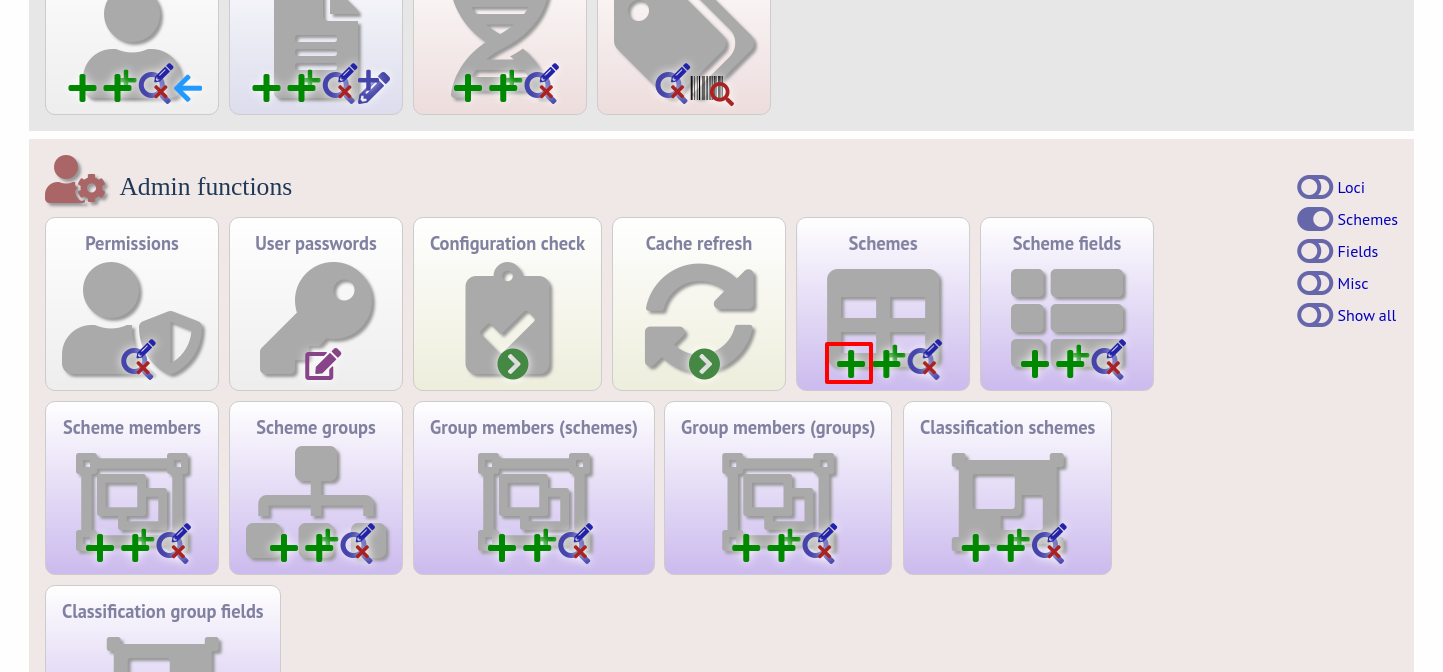 Admin functions
Loci
Schemes
Fields
Misc
Show all
Permissions
User passwords
Configuration check
Cache refresh
Schemes
Scheme fields
Scheme members
Scheme groups
Group members (schemes)
Group members (groups)
Classification schemes
Classification group fields